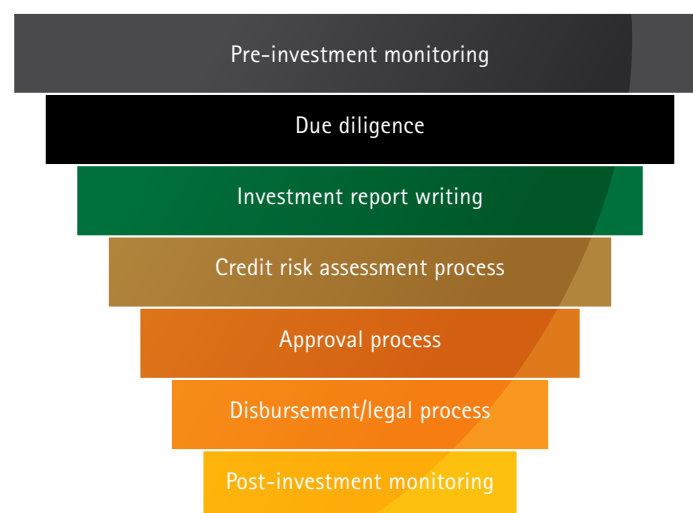 Pre-investment monitoring
Due diligence
Investment report writing
Credit risk assessment process
Approval process
Disbursement/legal process
Post-investment monitoring